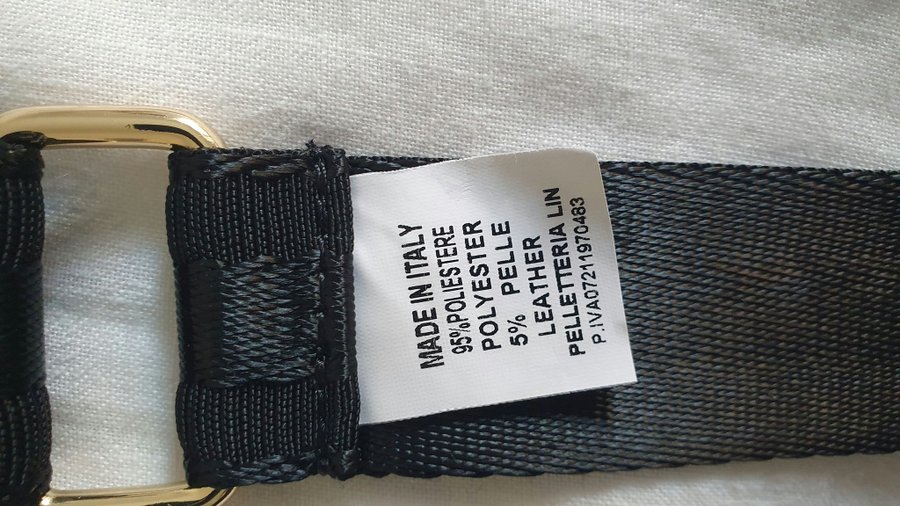 MADE IN ITALY
95%POLIESTERE
POLYESTER
5% PELLE
LEATHER
PELLETTERIA LIN
P.IVA07211970483